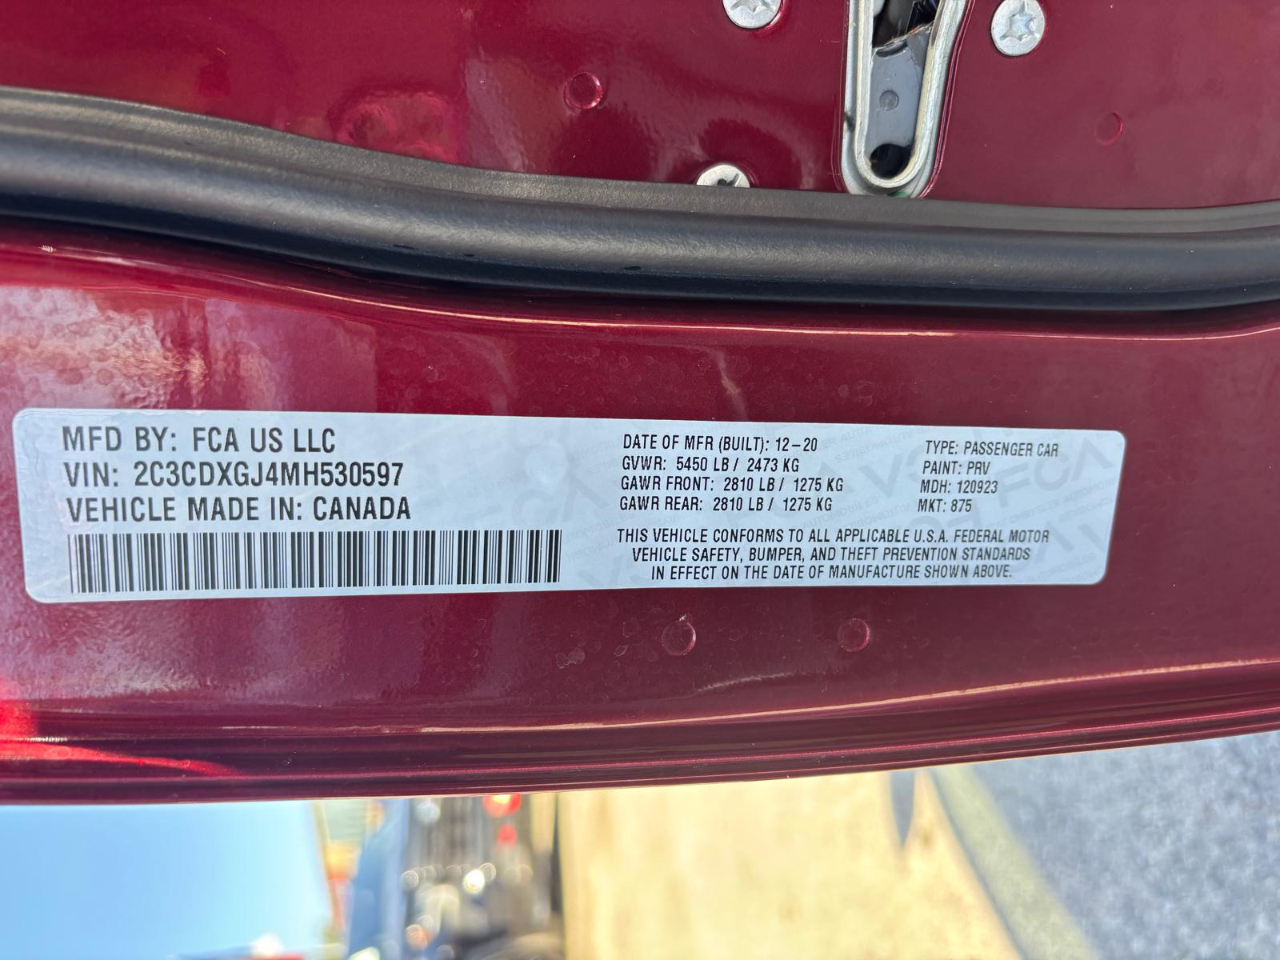 MFD BY: FCA US LLC
VIN: 2C3CDXGJ4MH530597
VEHICLE MADE IN: CANADA
DATE OF MFR (BUILT): 12-20
GVWR: 5450 LB / 2473 KG
GAWR FRONT: 2810 LB / 1275 KG
GAWR REAR: 2810 LB / 1275 KG
TYPE: PASSENGER CAR
PAINT: PRV
MDH: 120923
MKT: 875
THIS VEHICLE CONFORMS TO ALL APPLICABLE U.S.A. FEDERAL MOTOR
VEHICLE SAFETY, BUMPER, AND THEFT PREVENTION STANDARDS
IN EFFECT ON THE DATE OF MANUFACTURE SHOWN ABOVE.